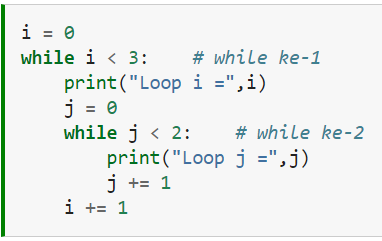 i = 0
while i < 3:    # while ke-1
    print("Loop i =",i)
    j = 0
    while j < 2:    # while ke-2
        print("Loop j =",j)
        j += 1
    i += 1